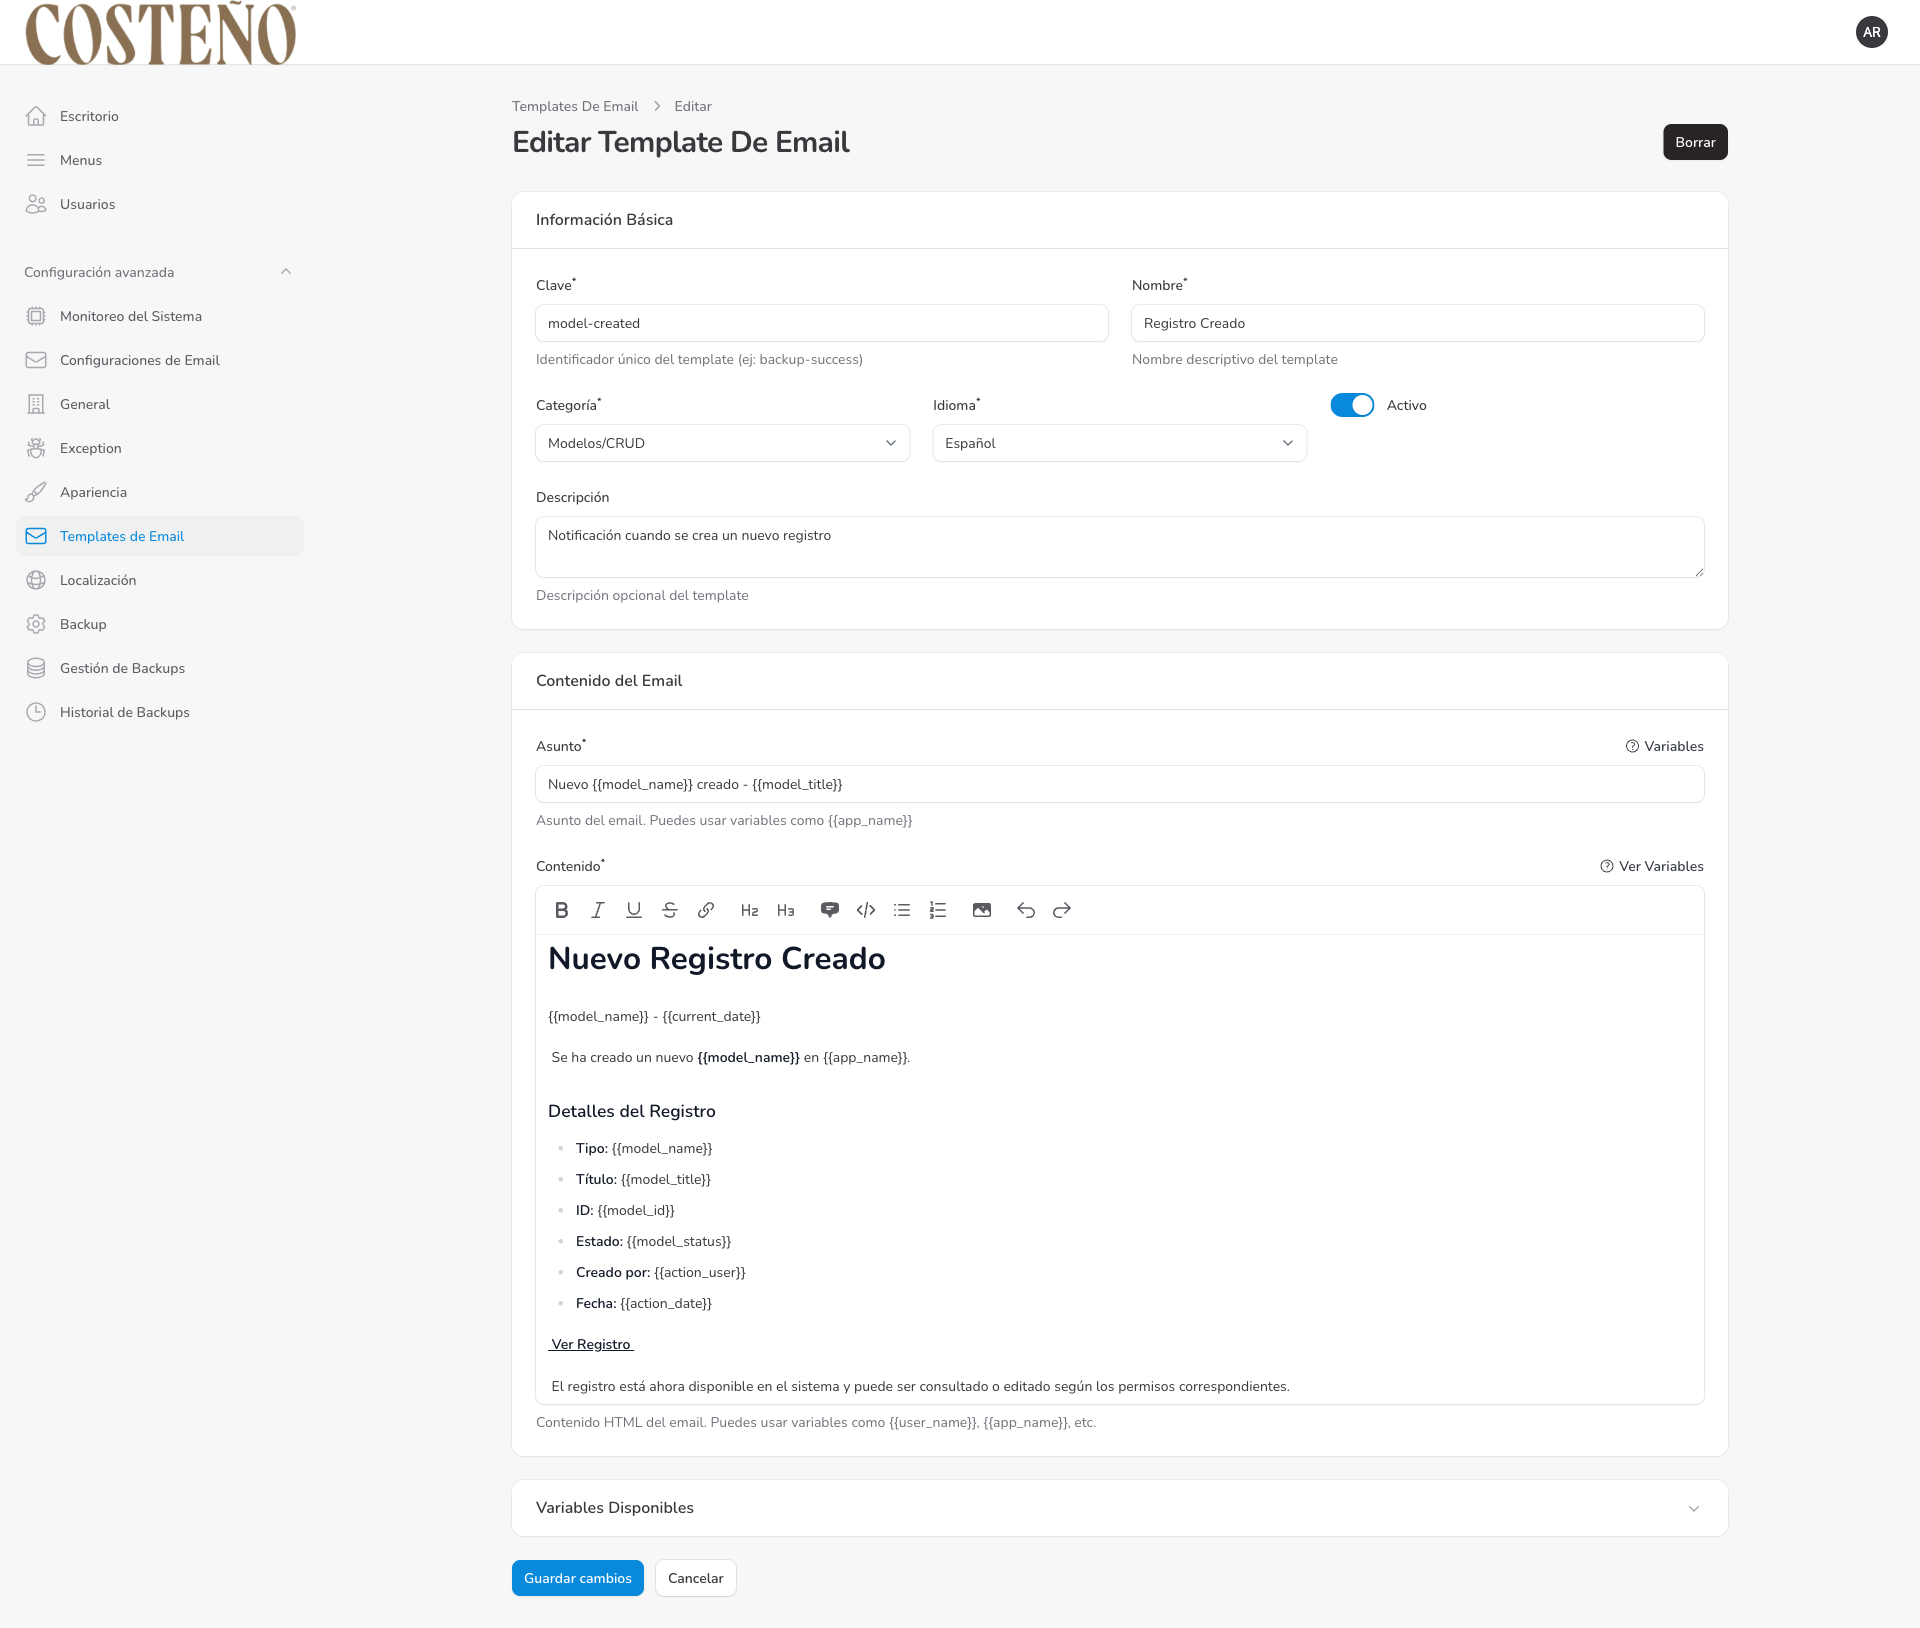 COSTEÑO
AR
Escritorio
Menus
Usuarios
Configuración avanzada
Monitoreo del Sistema
Configuraciones de Email
General
Exception
Apariencia
Templates de Email
Localización
Backup
Gestión de Backups
Historial de Backups
Templates De Email > Editar
Editar Template De Email
Borrar
Información Básica
Clave* Nombre*
model-created Registro Creado
Identificador único del template (ej: backup-success) Nombre descriptivo del template
Categoría* Idioma* Activo
Modelos/CRUD Español
Descripción
Notificación cuando se crea un nuevo registro
Descripción opcional del template
Contenido del Email
Asunto* Variables
Nuevo {{model_name}} creado - {{model_title}}
Asunto del email. Puedes usar variables como {{app_name}}
Contenido* Ver Variables
H2 H3
Nuevo Registro Creado
{{model_name}} - {{current_date}}
Se ha creado un nuevo {{model_name}} en {{app_name}}.
Detalles del Registro
• Tipo: {{model_name}}
• Título: {{model_title}}
• ID: {{model_id}}
• Estado: {{model_status}}
• Creado por: {{action_user}}
• Fecha: {{action_date}}
Ver Registro
El registro está ahora disponible en el sistema y puede ser consultado o editado según los permisos correspondientes.
Contenido HTML del email. Puedes usar variables como {{user_name}}, {{app_name}}, etc.
Variables Disponibles
Guardar cambios Cancelar